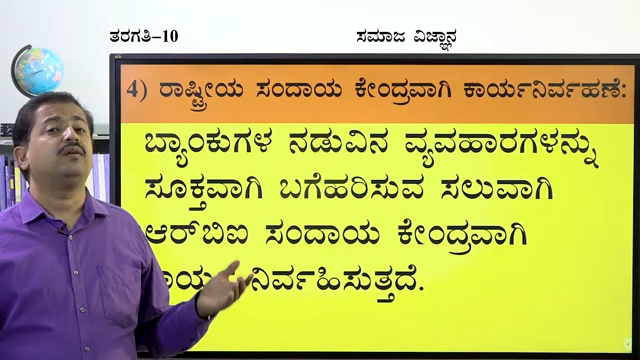 ತರಗತಿ-10 ಸಮಾಜ ವಿಜ್ಞಾನ
4) ರಾಷ್ಟ್ರೀಯ ಸಂದಾಯ ಕೇಂದ್ರವಾಗಿ ಕಾರ್ಯನಿರ್ವಹಣೆ:
ಬ್ಯಾಂಕುಗಳ ನಡುವಿನ ವ್ಯವಹಾರಗಳನ್ನು
ಸೂಕ್ತವಾಗಿ ಬಗೆಹರಿಸುವ ಸಲುವಾಗಿ
ಆರ್‌ಬಿಐ ಸಂದಾಯ ಕೇಂದ್ರವಾಗಿ
ನಿರ್ವಹಿಸುತ್ತದೆ.